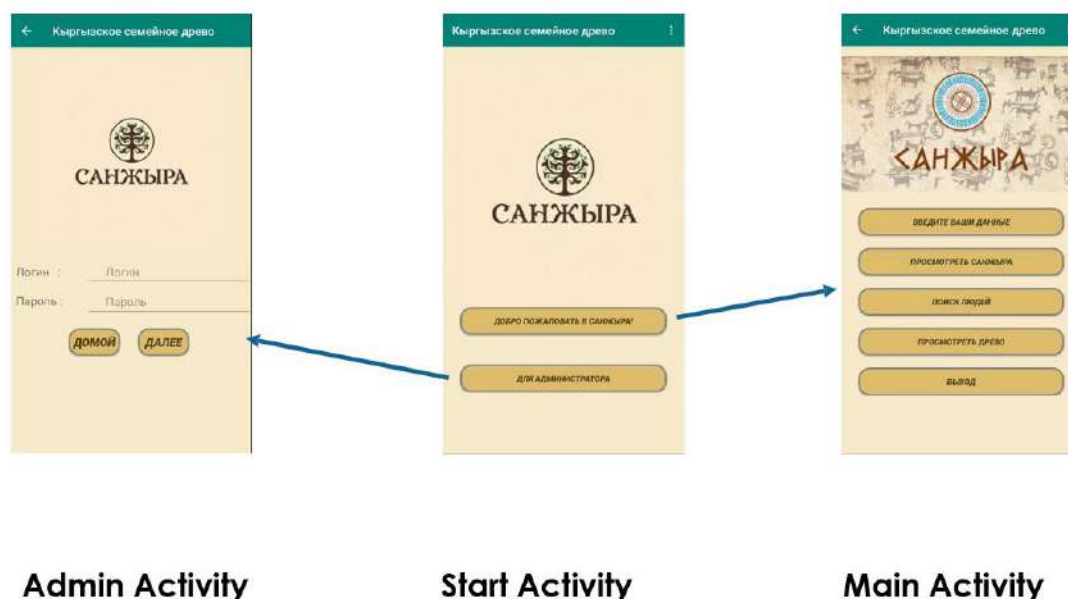 Кыргызское семейное древо
САНЖЫРА
Логин :
Логин
Пароль :
Пароль
ДОМОЙ
ДАЛЕЕ
Admin Activity
Кыргызское семейное древо
САНЖЫРА
ДОБРО ПОЖАЛОВАТЬ В САНЖЫРА!
ДЛЯ АДМИНИСТРАТОРА
Start Activity
Кыргызское семейное древо
САНЖЫРА
ВВЕДИТЕ ВАШИ ДАННЫЕ
ПРОСМОТРЕТЬ САНЖЫРА
ПОИСК ЛЮДЕЙ
ПРОСМОТРЕТЬ ДРЕВО
ВЫХОД
Main Activity